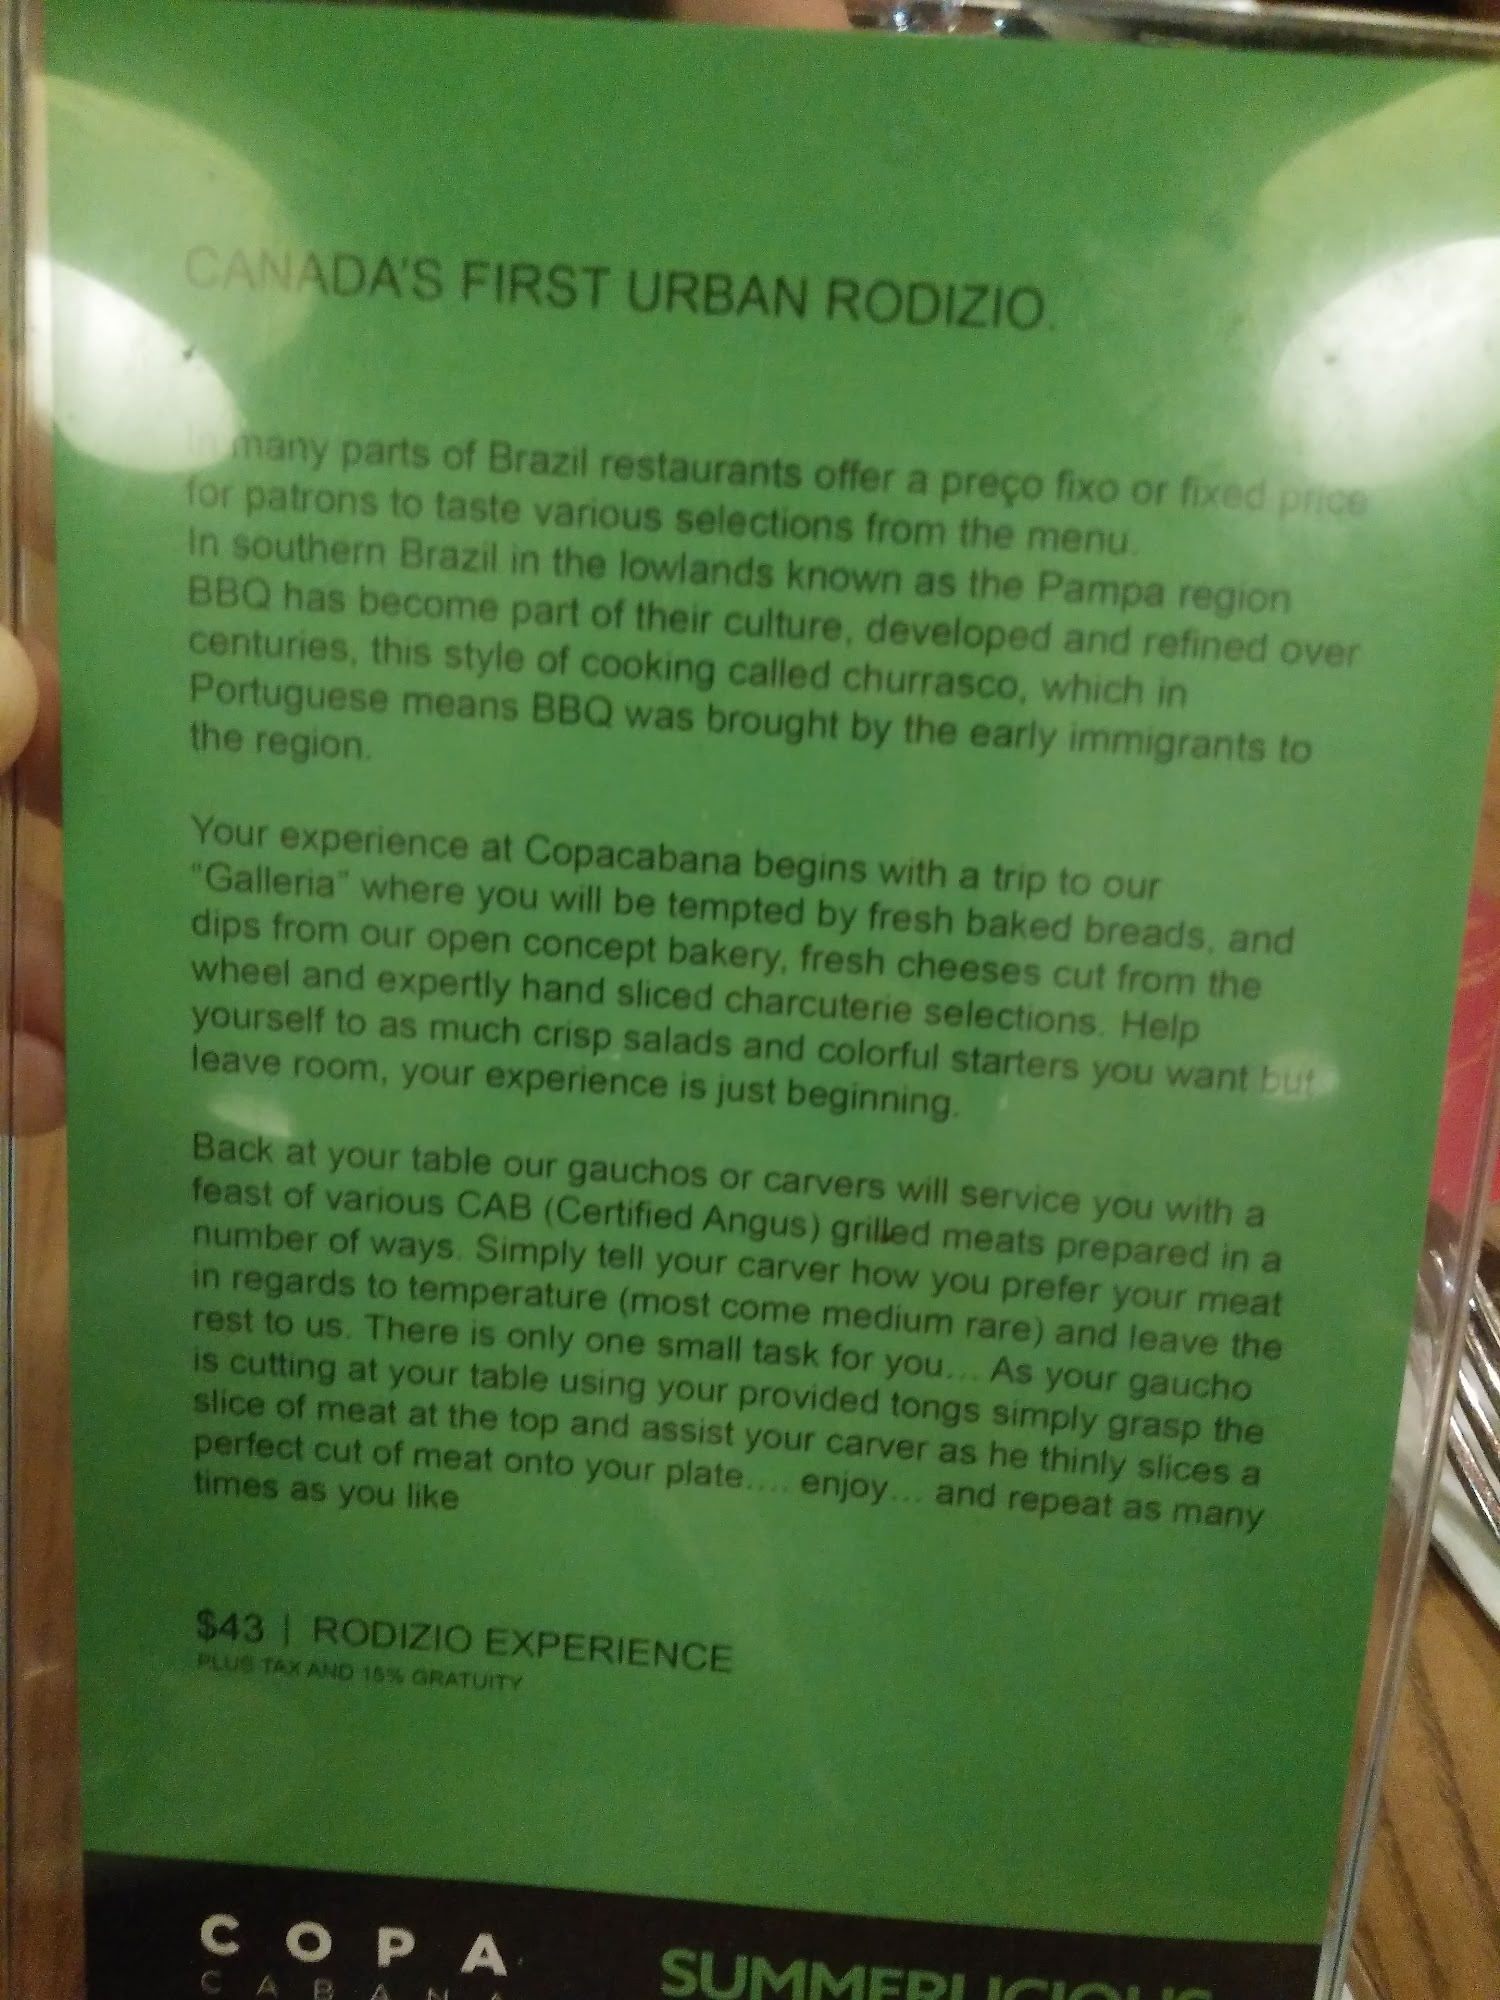 CANADA'S FIRST URBAN RODIZIO.
In many parts of Brazil restaurants offer a preço fixo or fixed price
for patrons to taste various selections from the menu.
In southern Brazil in the lowlands known as the Pampa region
BBQ has become part of their culture, developed and refined over
centuries, this style of cooking called churrasco, which in
Portuguese means BBQ was brought by the early immigrants to
the region.
Your experience at Copacabana begins with a trip to our
"Galleria" where you will be tempted by fresh baked breads, and
dips from our open concept bakery, fresh cheeses cut from the
wheel and expertly hand sliced charcuterie selections. Help
yourself to as much crisp salads and colorful starters you want but
leave room, your experience is just beginning.
Back at your table our gauchos or carvers will service you with a
feast of various CAB (Certified Angus) grilled meats prepared in a
number of ways. Simply tell your carver how you prefer your meat
in regards to temperature (most come medium rare) and leave the
rest to us. There is only one small task for you... As your gaucho
is cutting at your table using your provided tongs simply grasp the
slice of meat at the top and assist your carver as he thinly slices a
perfect cut of meat onto your plate.... enjoy... and repeat as many
times as you like
$43 | RODIZIO EXPERIENCE
PLUS TAX AND 15% GRATUITY
COPA
CABANA
SUMMERLICIOUS